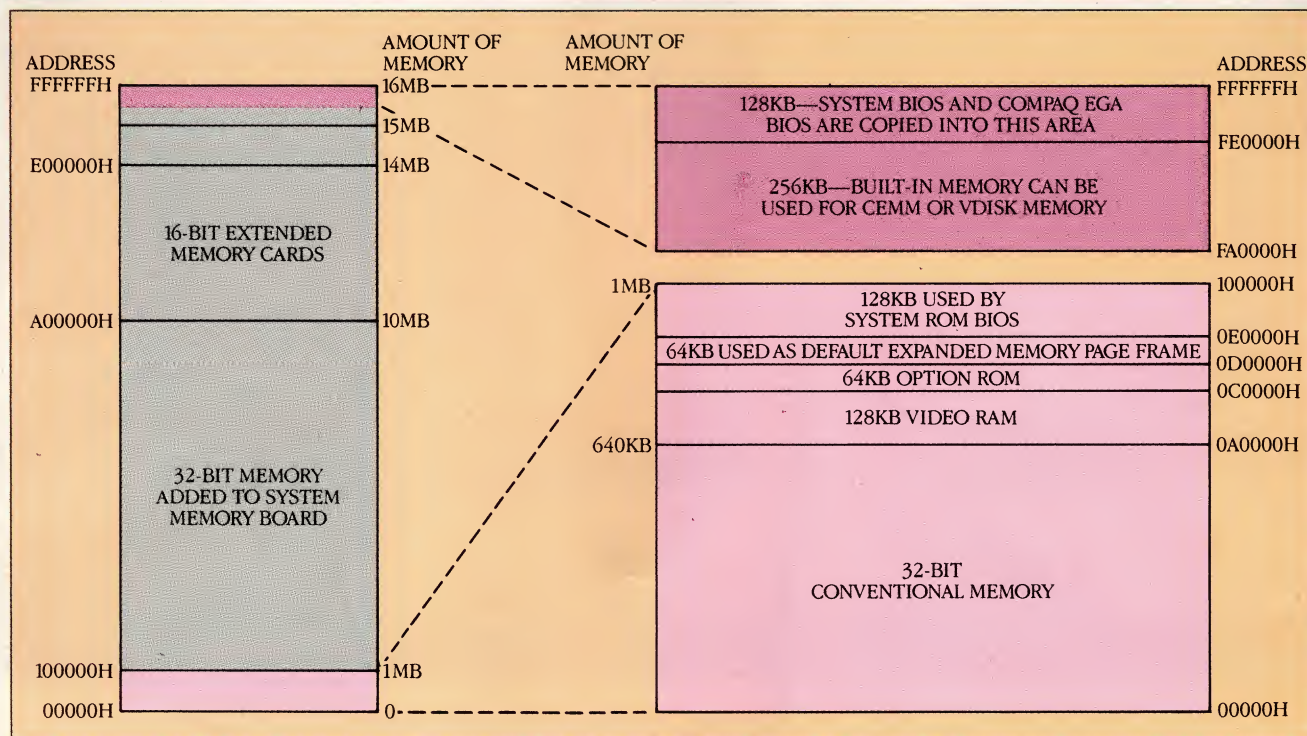 ADDRESS
FFFFFFH
E00000H
A00000H
100000H
00000H
16-BIT EXTENDED
MEMORY CARDS
32-BIT MEMORY
ADDED TO SYSTEM
MEMORY BOARD
AMOUNT OF
MEMORY
16MB
15MB
14MB
10MB
1MB
0
AMOUNT OF
MEMORY
1MB
640KB
128KB—SYSTEM BIOS AND COMPAQ EGA
BIOS ARE COPIED INTO THIS AREA
256KB—BUILT-IN MEMORY CAN BE
USED FOR CEMM OR VDISK MEMORY
128KB USED BY
SYSTEM ROM BIOS
64KB USED AS DEFAULT EXPANDED MEMORY PAGE FRAME
64KB OPTION ROM
128KB VIDEO RAM
32-BIT
CONVENTIONAL MEMORY
ADDRESS
FFFFFFH
FE0000H
FA0000H
100000H
0E0000H
0D0000H
0C0000H
0A0000H
00000H